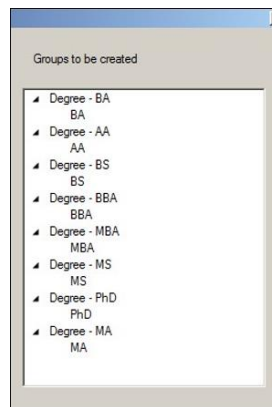 Groups to be created
Degree - BA
BA
Degree - AA
AA
Degree - BS
BS
Degree - BBA
BBA
Degree - MBA
MBA
Degree - MS
MS
Degree - PhD
PhD
Degree - MA
MA